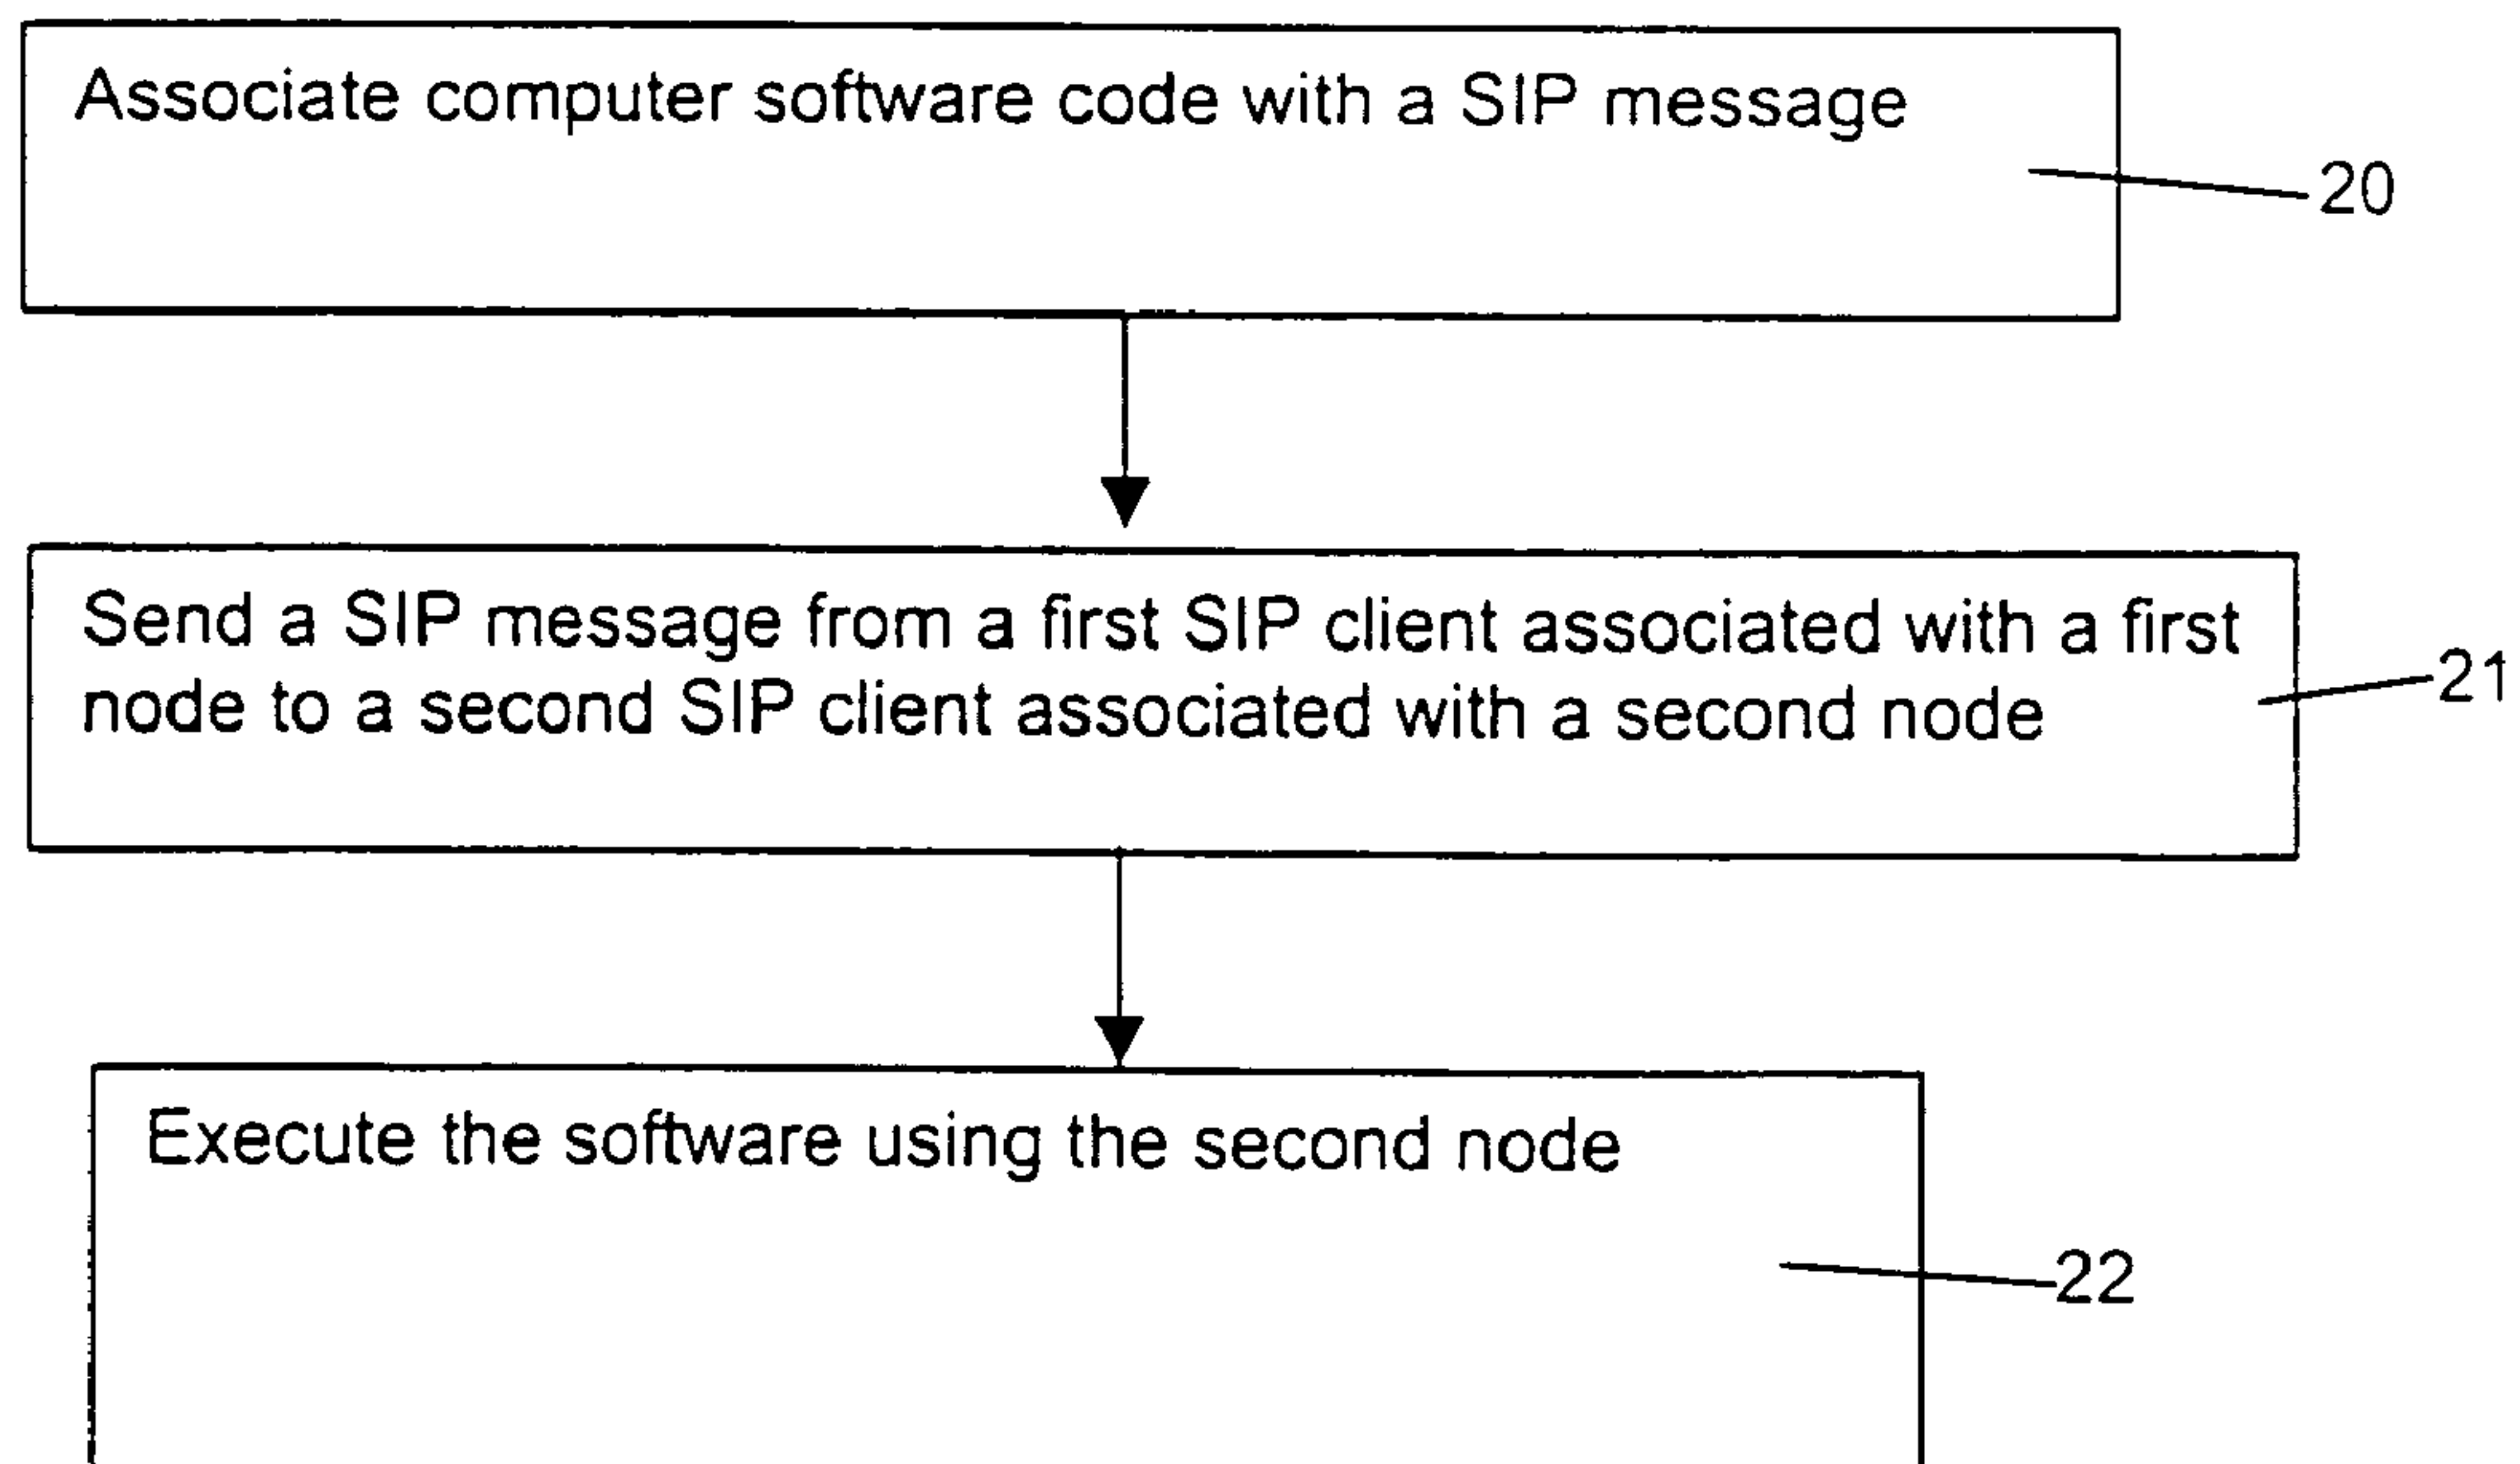 Associate computer software code with a SIP message
20
Send a SIP message from a first SIP client associated with a first
node to a second SIP client associated with a second node
21
Execute the software using the second node
22